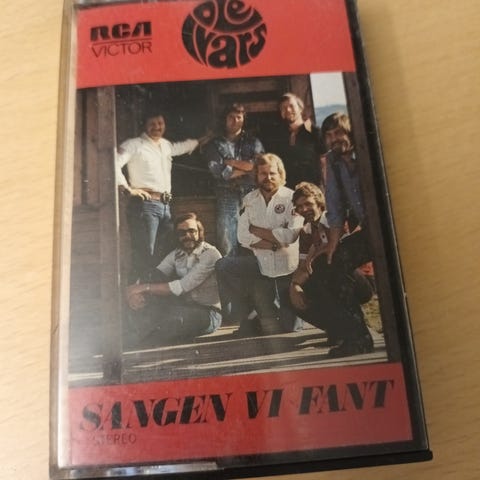 RCA
VICTOR
Ole
Ivars
SANGEN VI FANT
STEREO